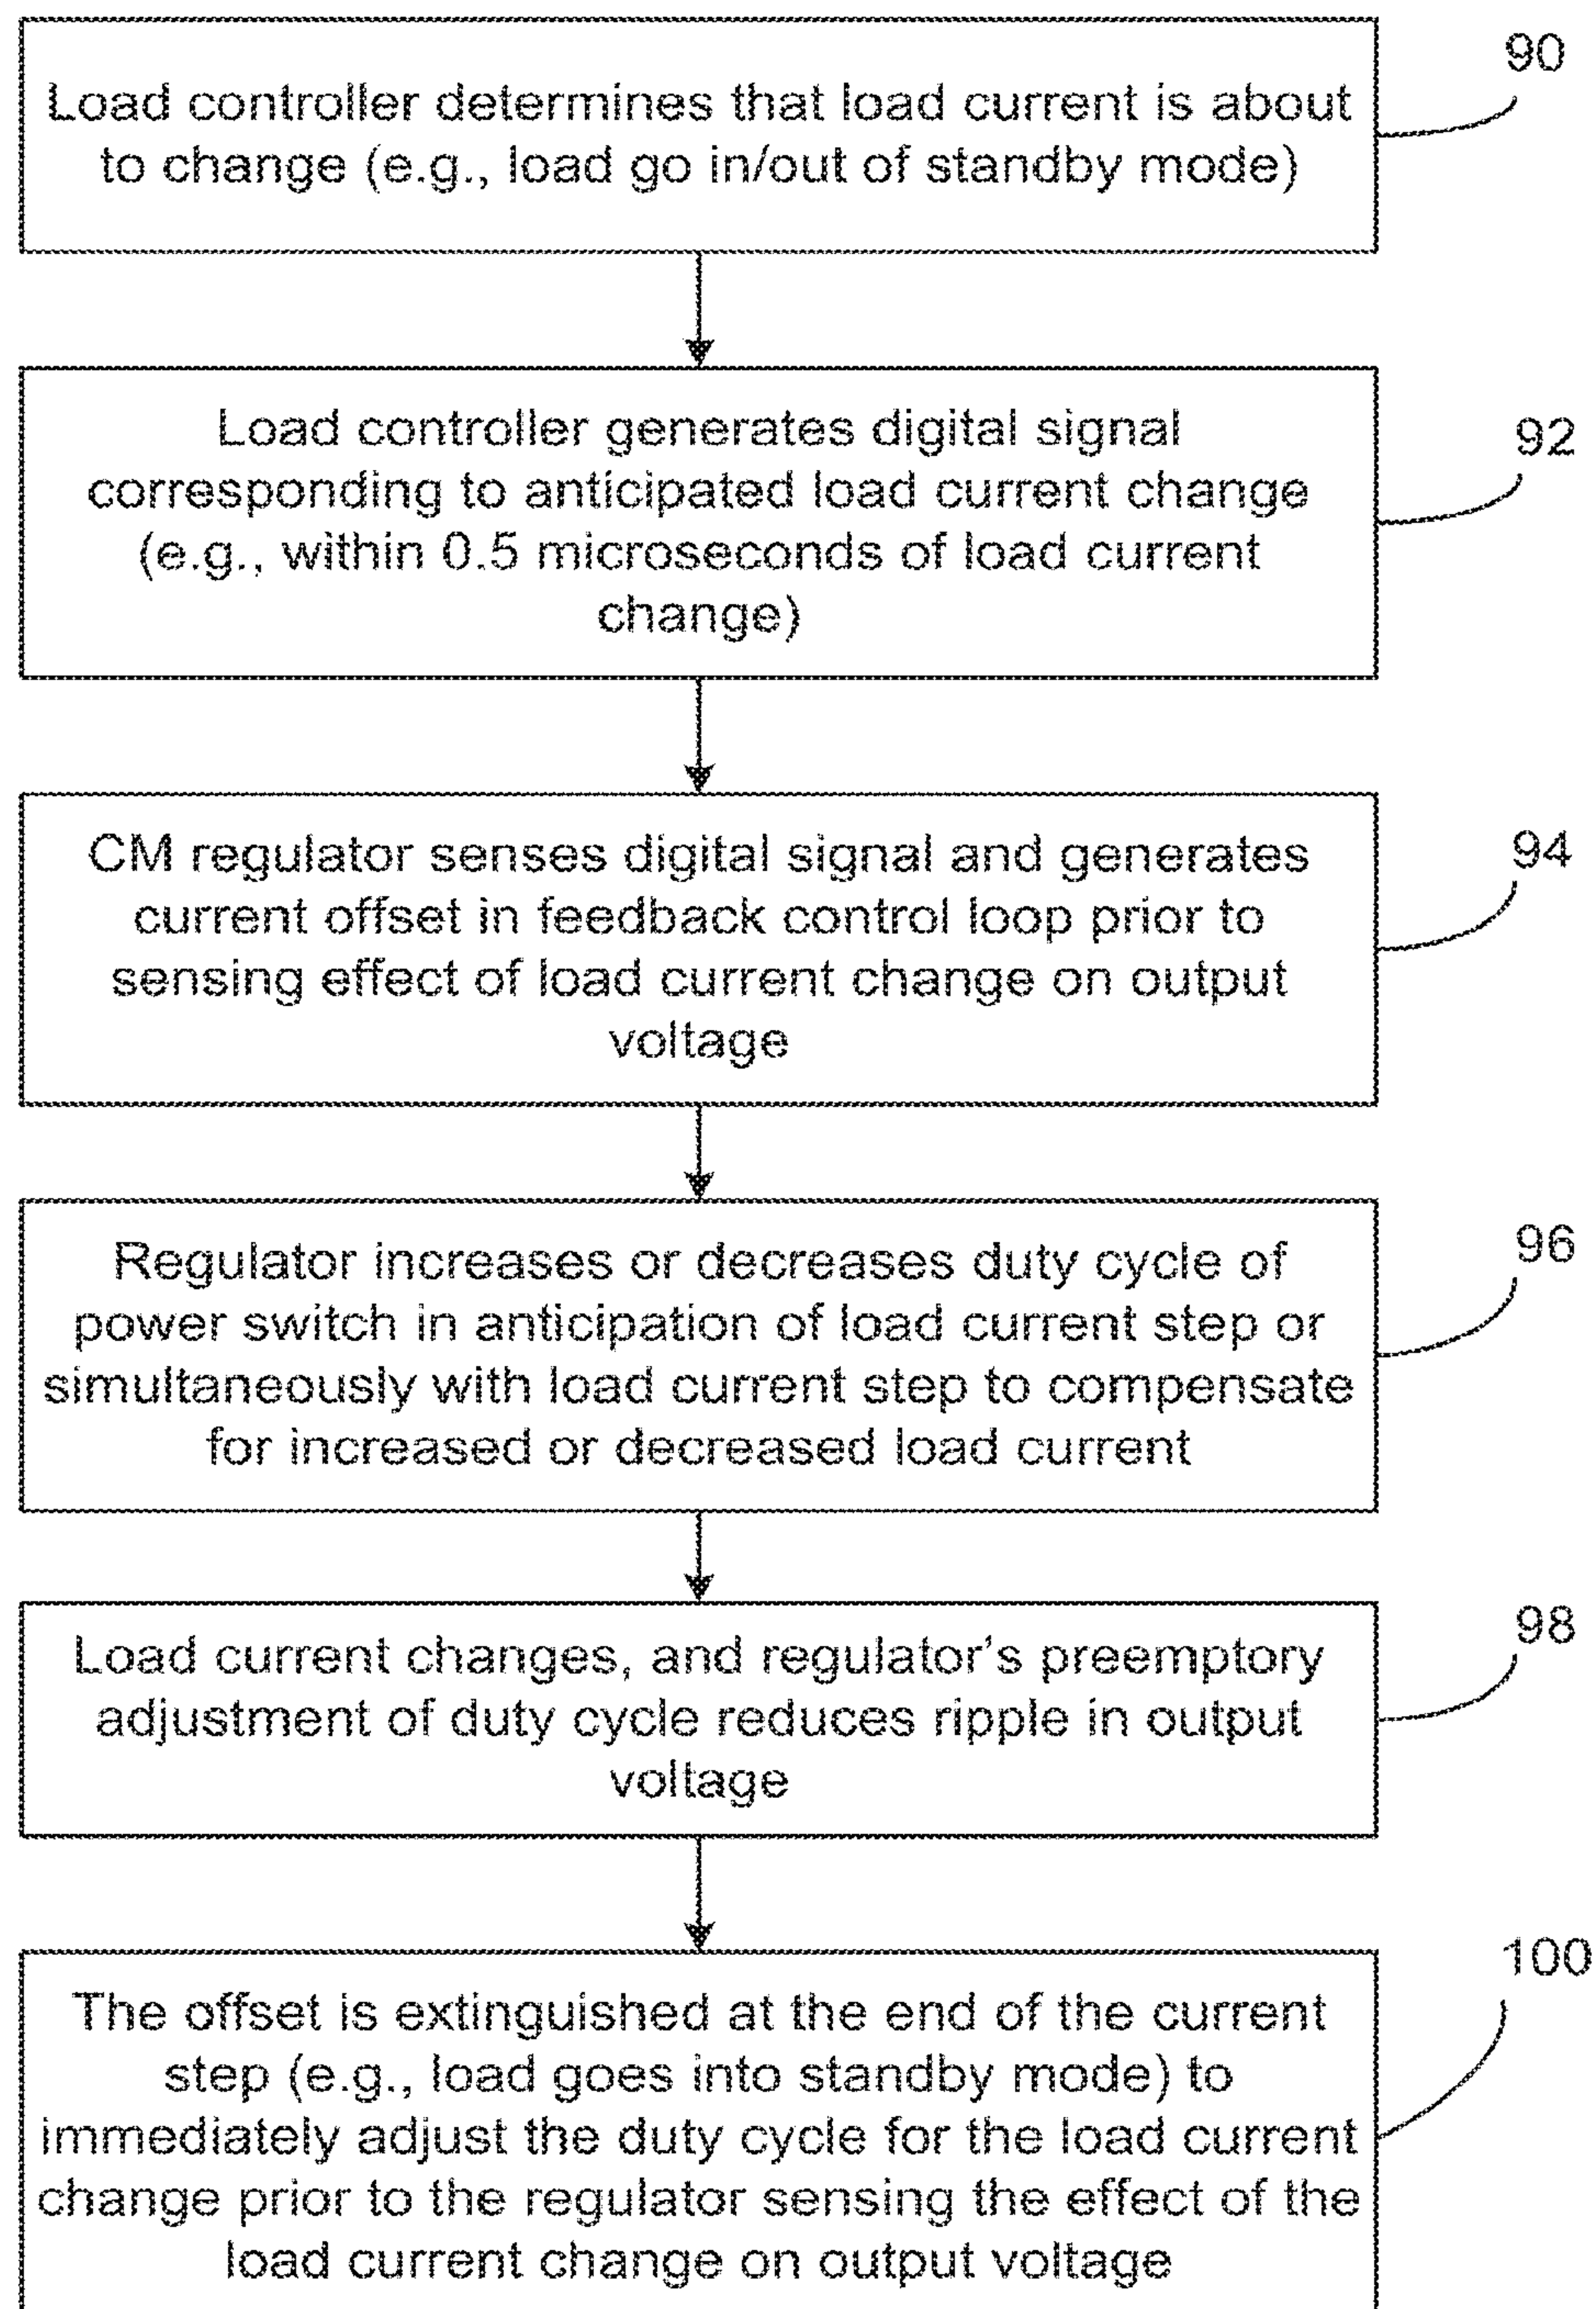 90
Load controller determines that load current is about
to change (e.g., load go in/out of standby mode)
92
Load controller generates digital signal
corresponding to anticipated load current change
(e.g., within 0.5 microseconds of load current
change)
94
CM regulator senses digital signal and generates
current offset in feedback control loop prior to
sensing effect of load current change on output
voltage
96
Regulator increases or decreases duty cycle of
power switch in anticipation of load current step or
simultaneously with load current step to compensate
for increased or decreased load current
98
Load current changes, and regulator's preemptory
adjustment of duty cycle reduces ripple in output
voltage
100
The offset is extinguished at the end of the current
step (e.g., load goes into standby mode) to
immediately adjust the duty cycle for the load current
change prior to the regulator sensing the effect of the
load current change on output voltage